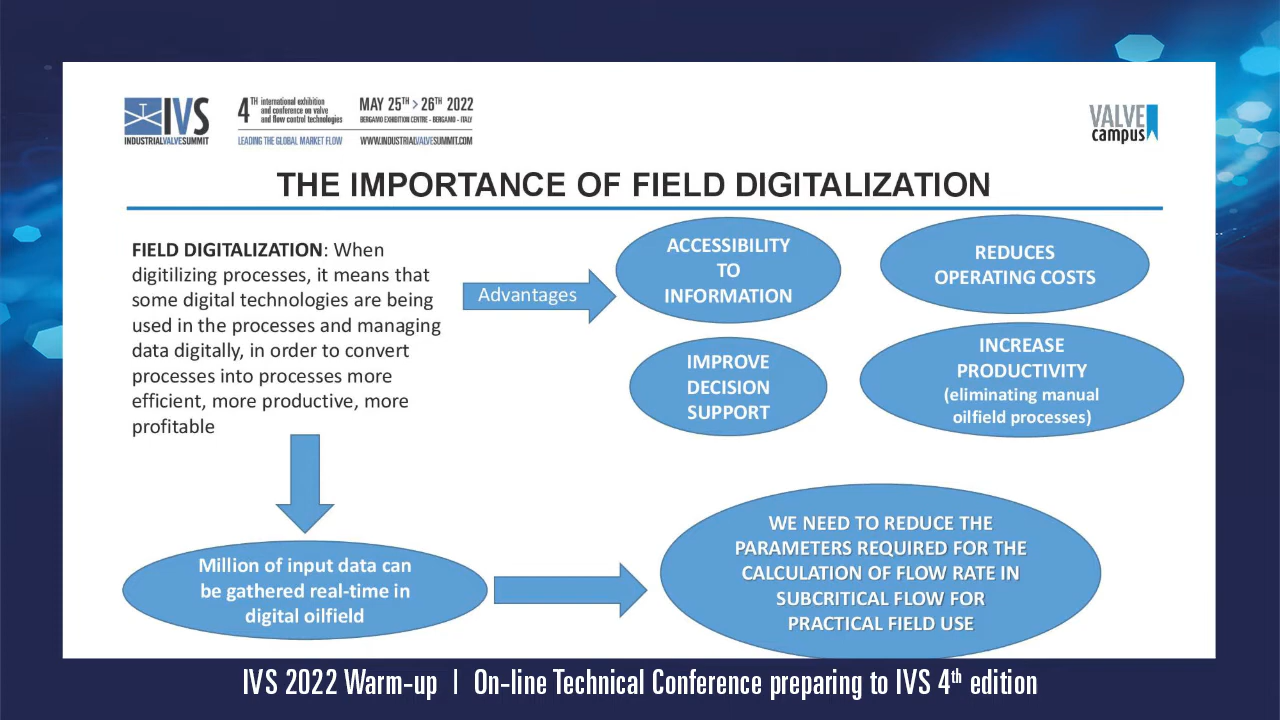 IVS
INDUSTRIALVALVESUMMIT
4TH international exhibition
and conference on valve
and flow control technologies
LEADING THE GLOBAL MARKET FLOW
MAY 25TH > 26TH 2022
BERGAMO EXHIBITION CENTRE - BERGAMO - ITALY
WWW.INDUSTRIALVALVESUMMIT.COM
VALVE
campus
THE IMPORTANCE OF FIELD DIGITALIZATION
FIELD DIGITALIZATION: When
digitilizing processes, it means that
some digital technologies are being
used in the processes and managing
data digitally, in order to convert
processes into processes more
efficient, more productive, more
profitable
Advantages
ACCESSIBILITY
TO
INFORMATION
REDUCES
OPERATING COSTS
IMPROVE
DECISION
SUPPORT
INCREASE
PRODUCTIVITY
(eliminating manual
oilfield processes)
Million of input data can
be gathered real-time in
digital oilfield
WE NEED TO REDUCE THE
PARAMETERS REQUIRED FOR THE
CALCULATION OF FLOW RATE IN
SUBCRITICAL FLOW FOR
PRACTICAL FIELD USE
IVS 2022 Warm-up | On-line Technical Conference preparing to IVS 4th edition